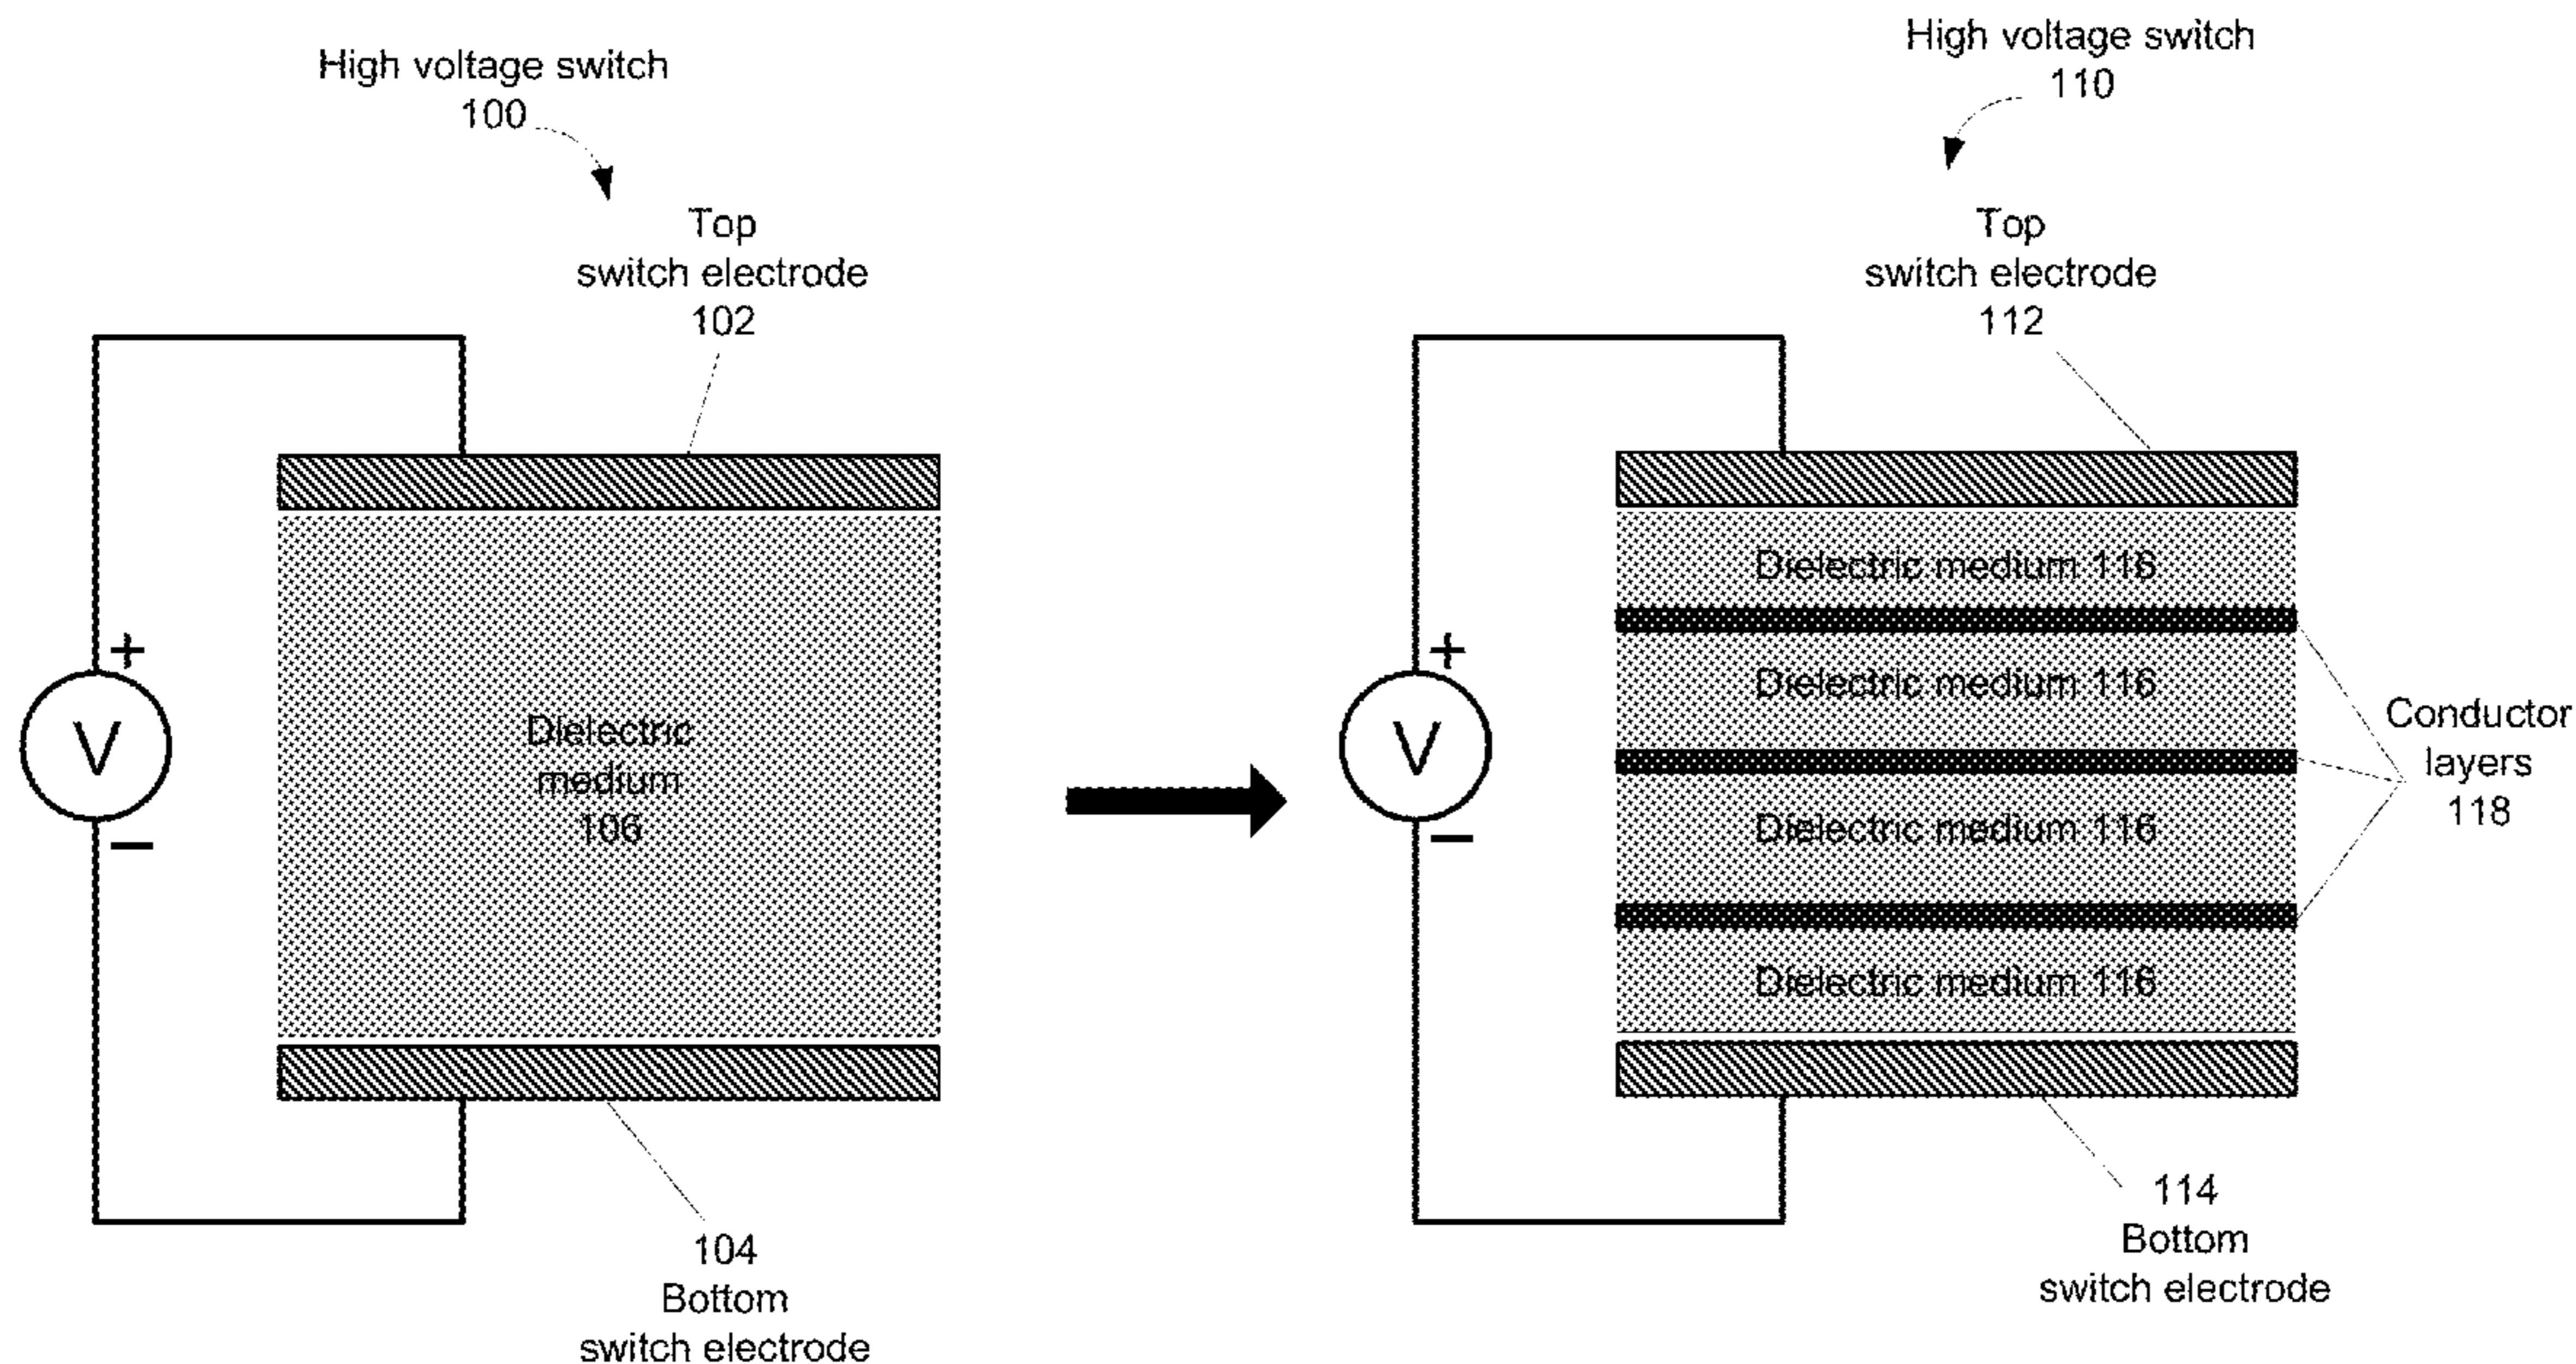 High voltage switch
100
Top
switch electrode
102
+
V
−
Dielectric
medium
106
104
Bottom
switch electrode
High voltage switch
110
Top
switch electrode
112
+
V
−
Dielectric medium 116
Dielectric medium 116
Dielectric medium 116
Dielectric medium 116
Conductor
layers
118
114
Bottom
switch electrode